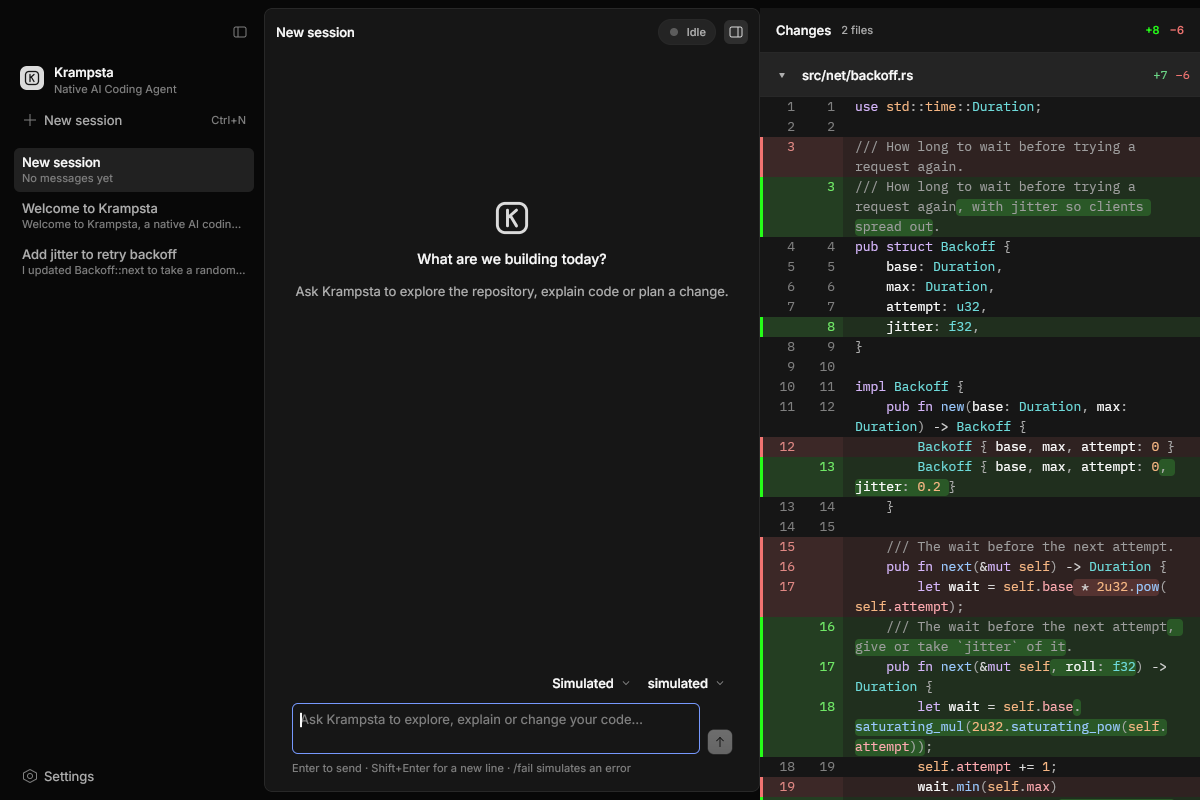 Krampsta
Native AI Coding Agent
New session
Ctrl+N
New session
No messages yet
Welcome to Krampsta
Welcome to Krampsta, a native AI codin...
Add jitter to retry backoff
I updated Backoff::next to take a random...
Settings
New session
Idle
K
What are we building today?
Ask Krampsta to explore the repository, explain code or plan a change.
Simulated
simulated
Ask Krampsta to explore, explain or change your code...
Enter to send · Shift+Enter for a new line · /fail simulates an error
Changes 2 files +8 −6
src/net/backoff.rs +7 −6
1 1 use std::time::Duration;
2 2
3 /// How long to wait before trying a
request again.
3 /// How long to wait before trying a
request again, with jitter so clients
spread out.
4 4 pub struct Backoff {
5 5 base: Duration,
6 6 max: Duration,
7 7 attempt: u32,
8 jitter: f32,
8 9 }
9 10
10 11 impl Backoff {
11 12 pub fn new(base: Duration, max:
Duration) -> Backoff {
12 Backoff { base, max, attempt: 0 }
13 Backoff { base, max, attempt: 0,
jitter: 0.2 }
13 14 }
14 15
15 /// The wait before the next attempt.
16 pub fn next(&mut self) -> Duration {
17 let wait = self.base * 2u32.pow(
self.attempt);
16 /// The wait before the next attempt,
give or take `jitter` of it.
17 pub fn next(&mut self, roll: f32) ->
Duration {
18 let wait = self.base.
saturating_mul(2u32.saturating_pow(self.
attempt));
18 19 self.attempt += 1;
19 wait.min(self.max)